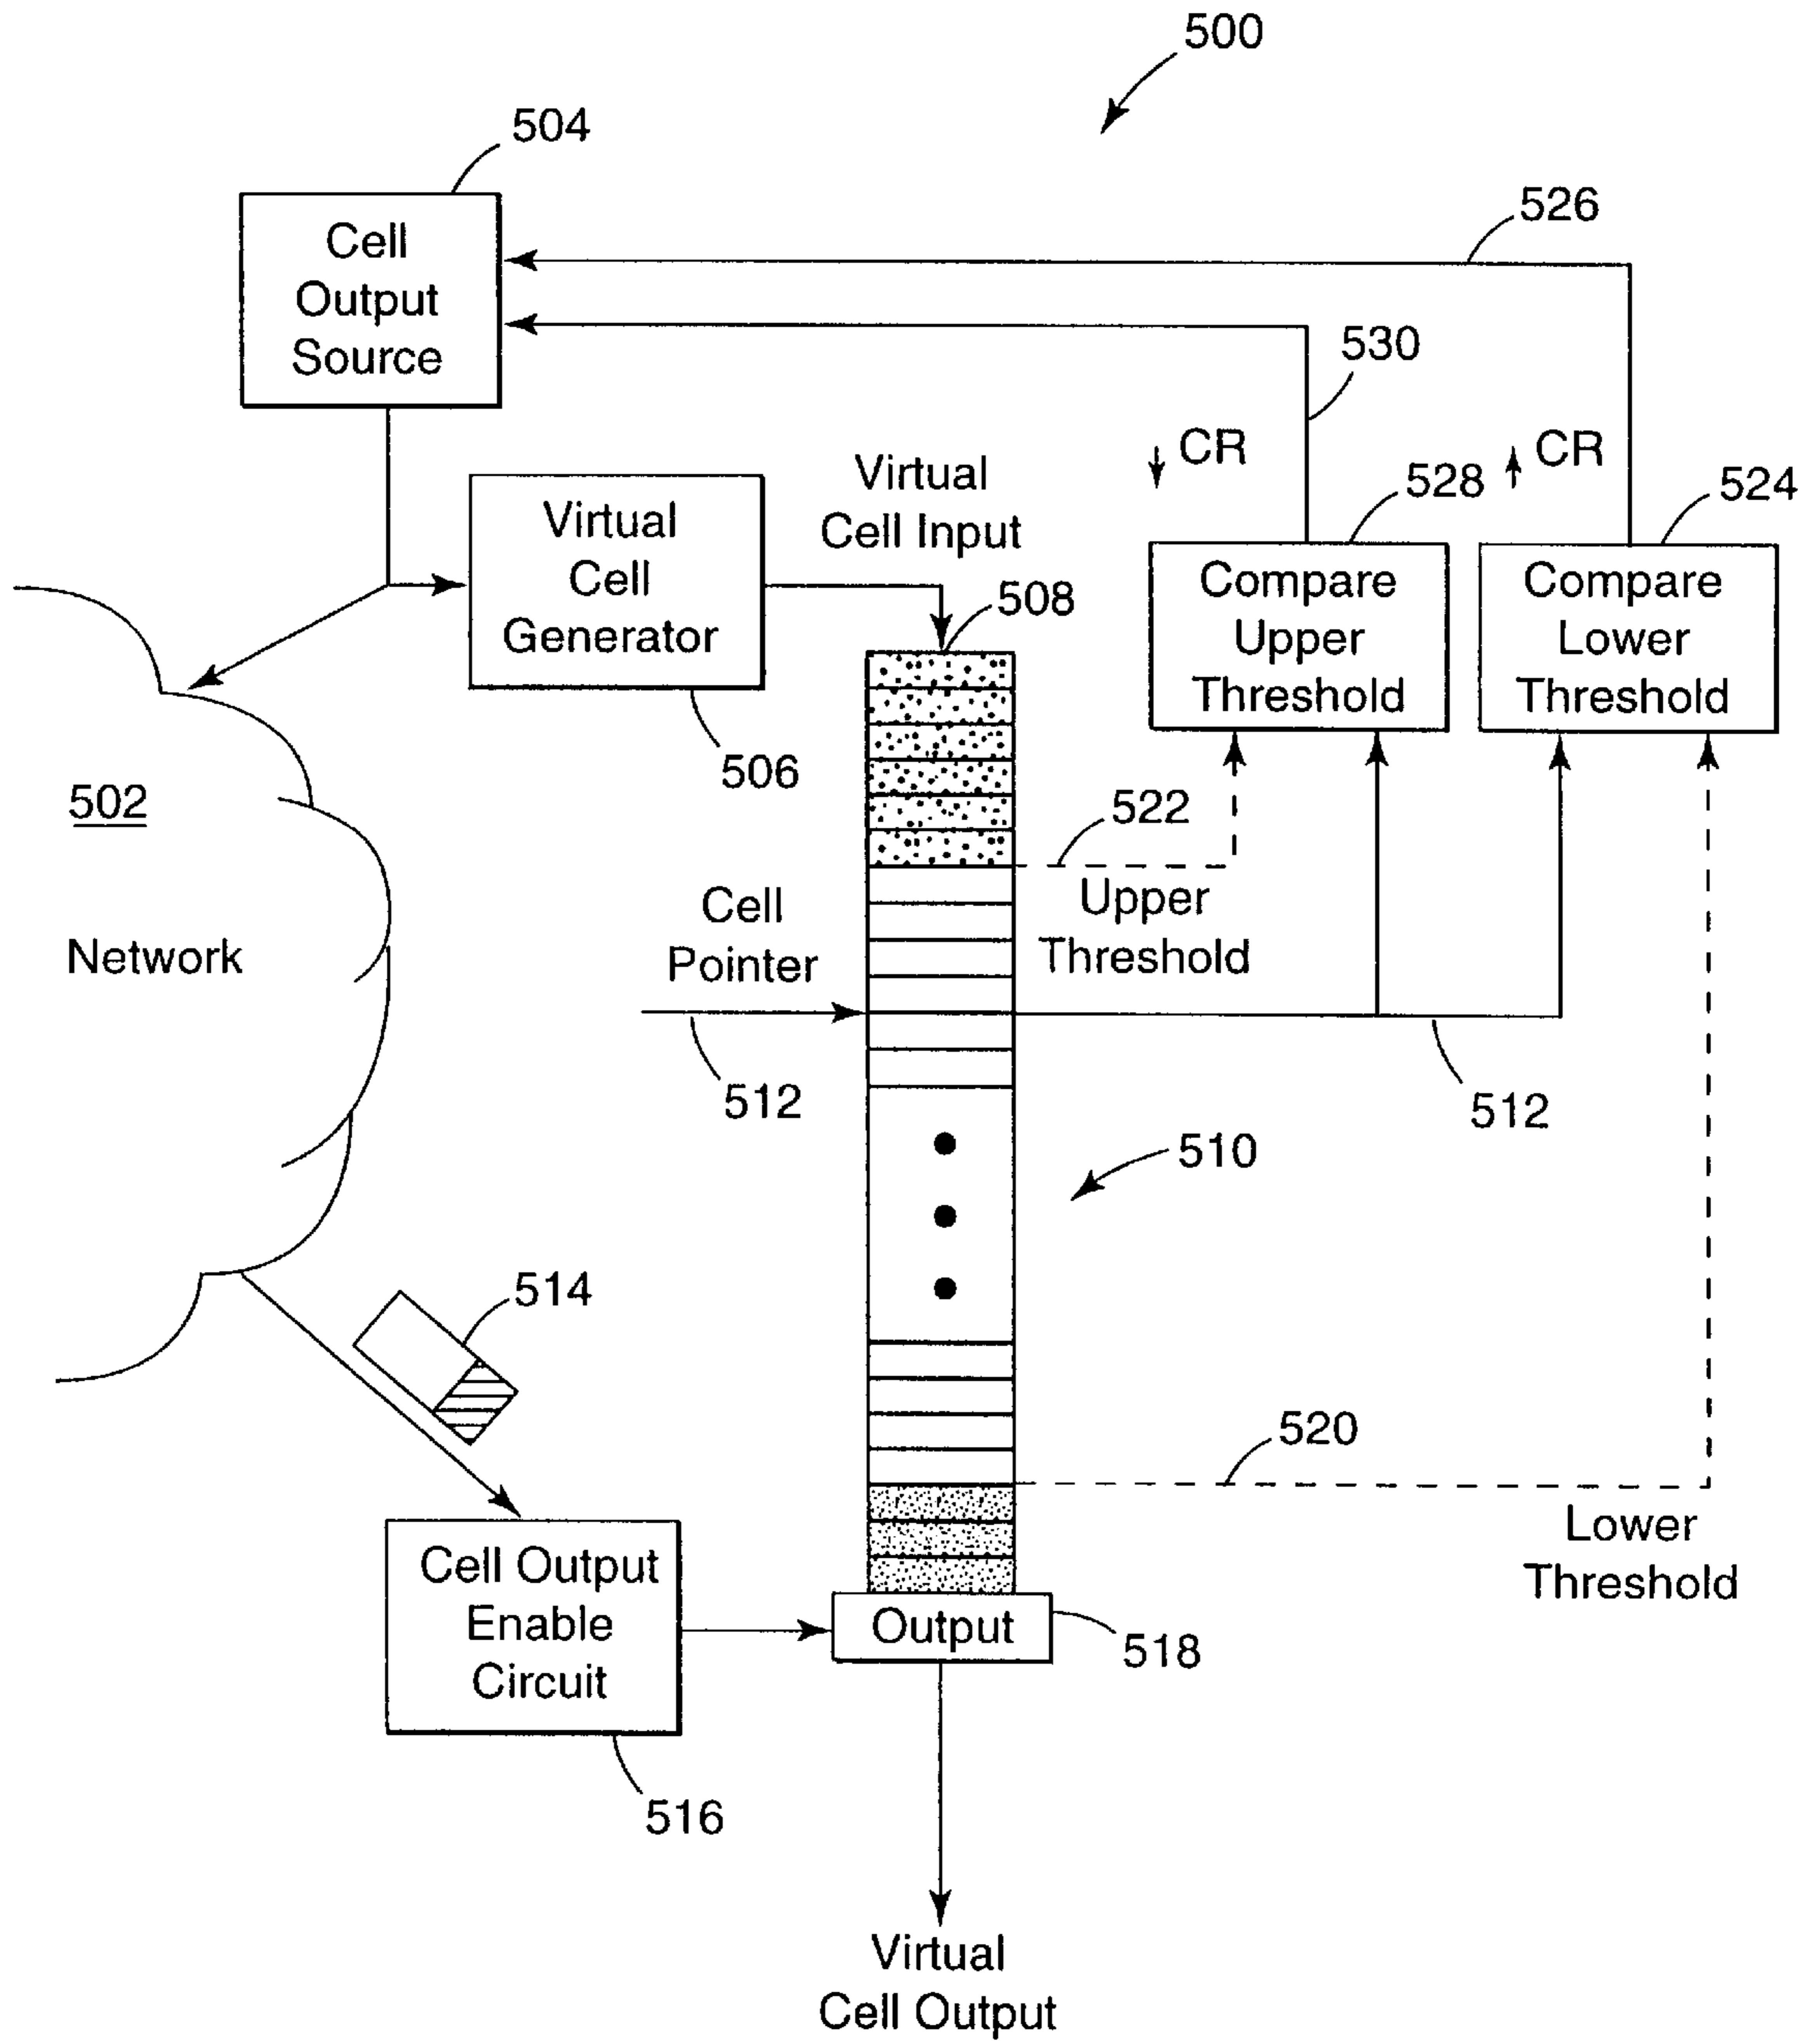 500
504
Cell
Output
Source
526
530
↓ CR
↑ CR
528
524
Virtual
Cell
Generator
Virtual
Cell Input
508
Compare
Upper
Threshold
Compare
Lower
Threshold
506
502
522
Upper
Threshold
Cell
Pointer
Network
512
512
510
514
520
Lower
Threshold
Cell Output
Enable
Circuit
Output
518
516
Virtual
Cell Output